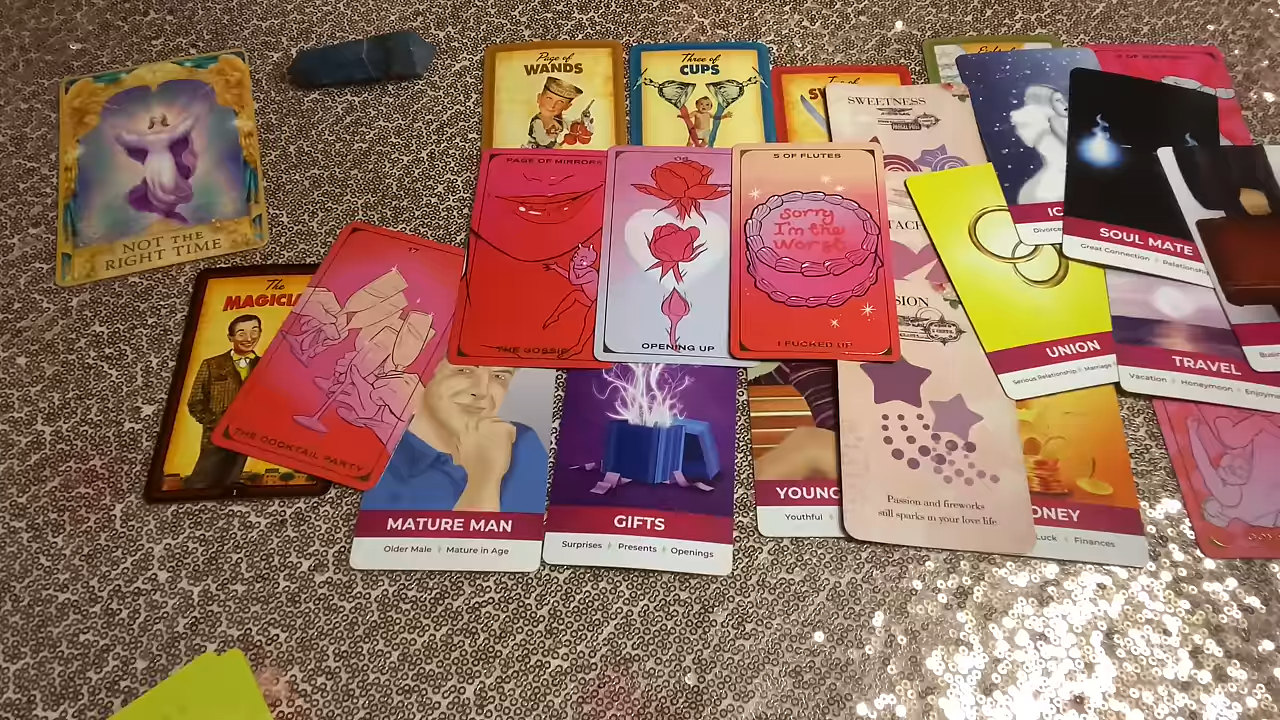 NOT THE
RIGHT TIME
Page of
WANDS
Three of
CUPS
SWEETNESS
The
THE COCKTAIL PARTY
17
PAGE OF MIRRORS
THE GOSSIP
OPENING UP
5 OF FLUTES
Sorry
I'm the
Worst
I FUCKED UP
MATURE MAN
Older Male Mature in Age
GIFTS
Surprises Presents Openings
Youthful
Passion and fireworks
still sparks in your love life
UNION
Serious Relationship Marriage
SOUL MATE
Great Connection Relationship
TRAVEL
Vacation Honeymoon
Luck Finances